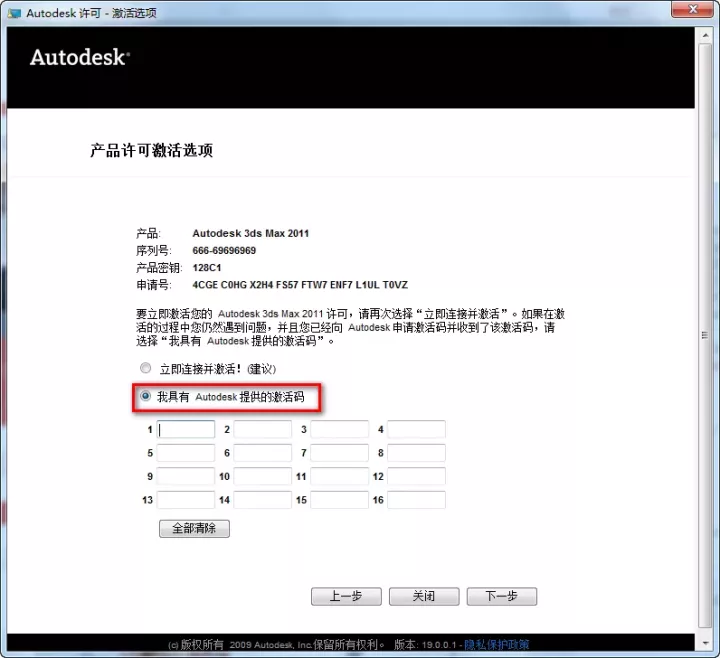 Autodesk 许可 - 激活选项
Autodesk®
产品许可激活选项
产品: Autodesk 3ds Max 2011
序列号: 666-69696969
产品密钥: 128C1
申请号: 4CGE C0HG X2H4 FS57 FTW7 ENF7 L1UL T0VZ
要立即激活您的 Autodesk 3ds Max 2011 许可，请再次选择“立即连接并激活”。如果在激
活的过程中您仍然遇到问题，并且您已经向 Autodesk 申请激活码并收到了该激活码，请
选择“我具有 Autodesk 提供的激活码”。
立即连接并激活! (建议)
我具有 Autodesk 提供的激活码
1 2 3 4
5 6 7 8
9 10 11 12
13 14 15 16
全部清除
上一步 关闭 下一步
(c) 版权所有 2009 Autodesk, Inc.保留所有权利。 版本: 19.0.0.1 - 隐私保护政策